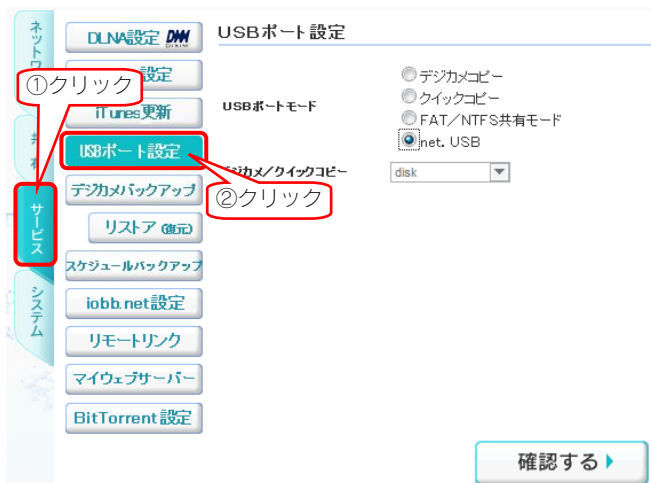 ネットワ
共有
サービス
システム
①クリック
DLNA設定
設定
iTunes更新
USBポート設定
②クリック
デジカメバックアップ
リストア(復元)
スケジュールバックアップ
iobb.net設定
リモートリンク
マイウェブサーバー
BitTorrent設定
USBポート設定
USBポートモード
デジカメコピー
クイックコピー
FAT/NTFS共有モード
net. USB
デジカメ/クイックコピー
disk
確認する